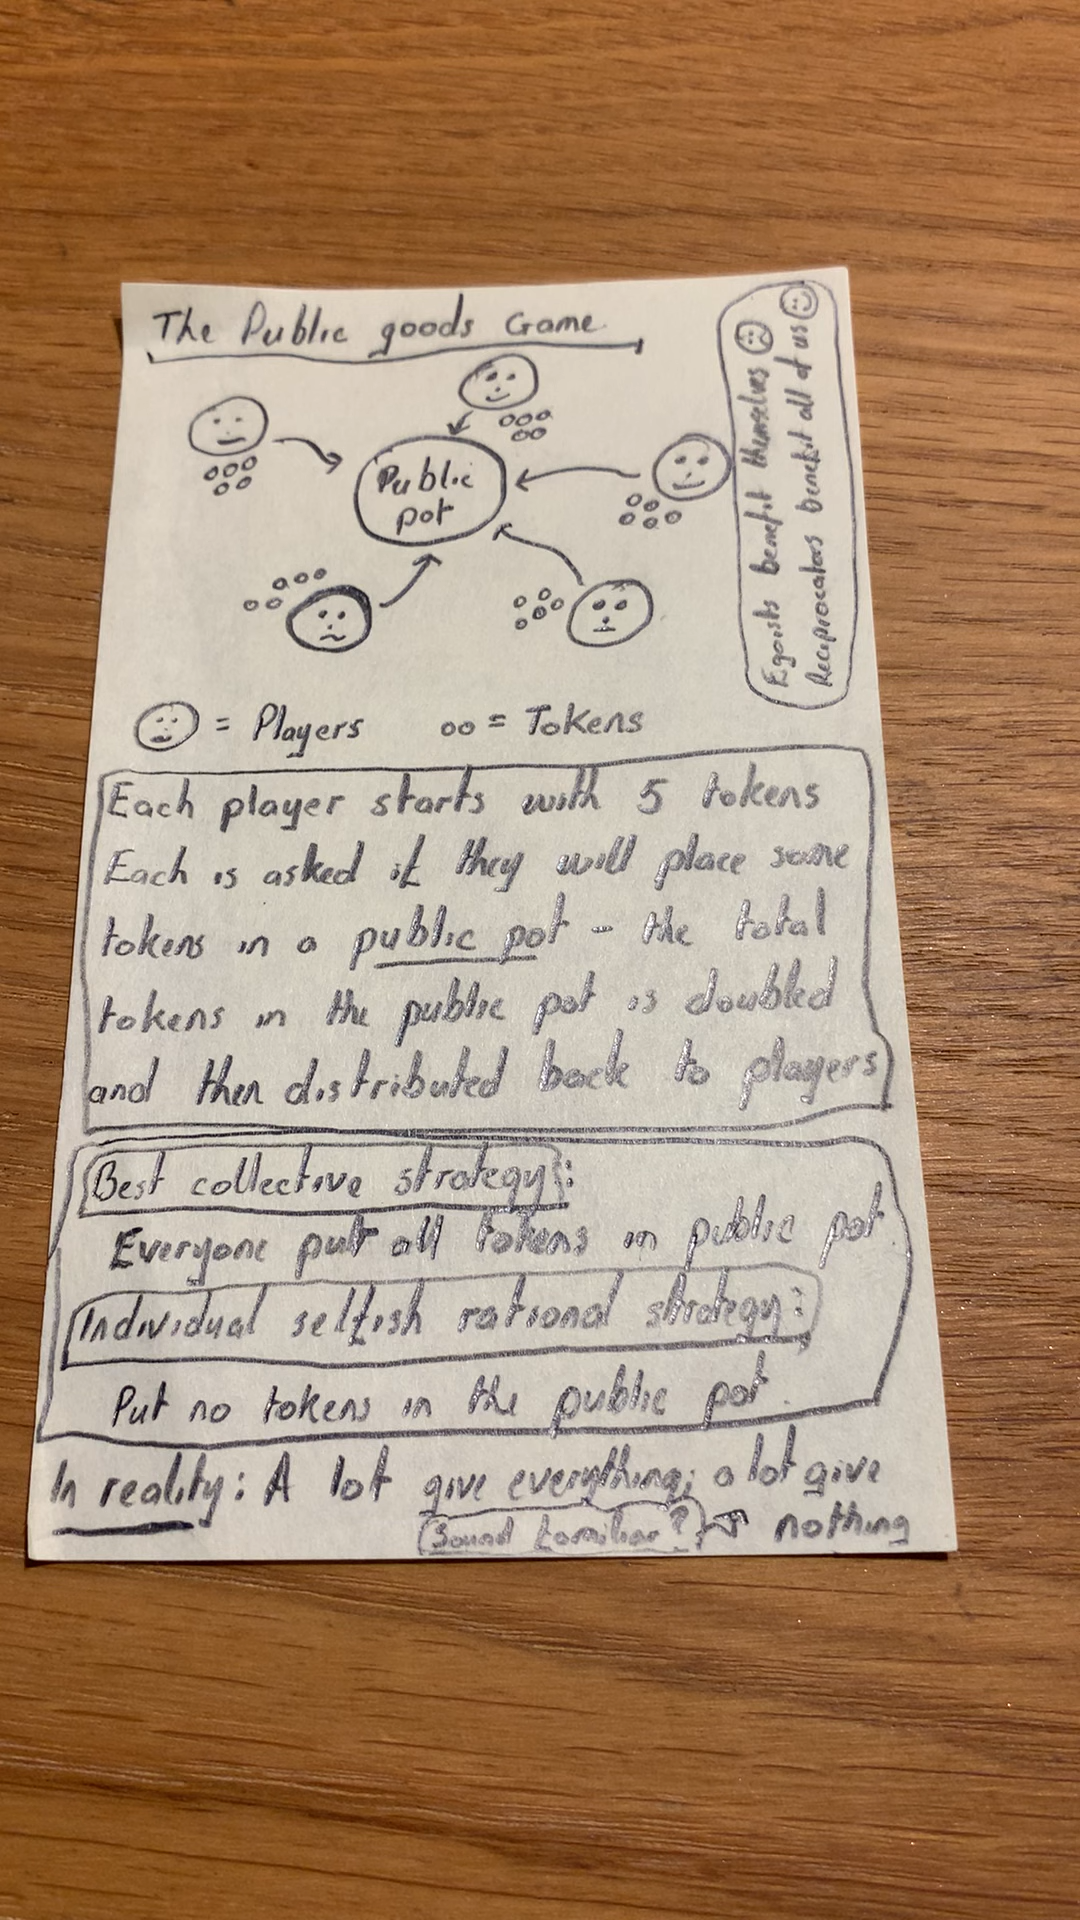 The Public goods Game
Egoists benefit themselves
Reciprocators benefit all of us
Public
pot
= Players
= Tokens
Each player starts with 5 tokens
Each is asked if they will place some
tokens in a public pot - the total
tokens in the public pot is doubled
and then distributed back to players
Best collective strategy:
Everyone put all tokens in public pot.
Individual selfish rational strategy:
Put no tokens in the public pot.
In reality: A lot give everything; a lot give
nothing
Sound familiar?